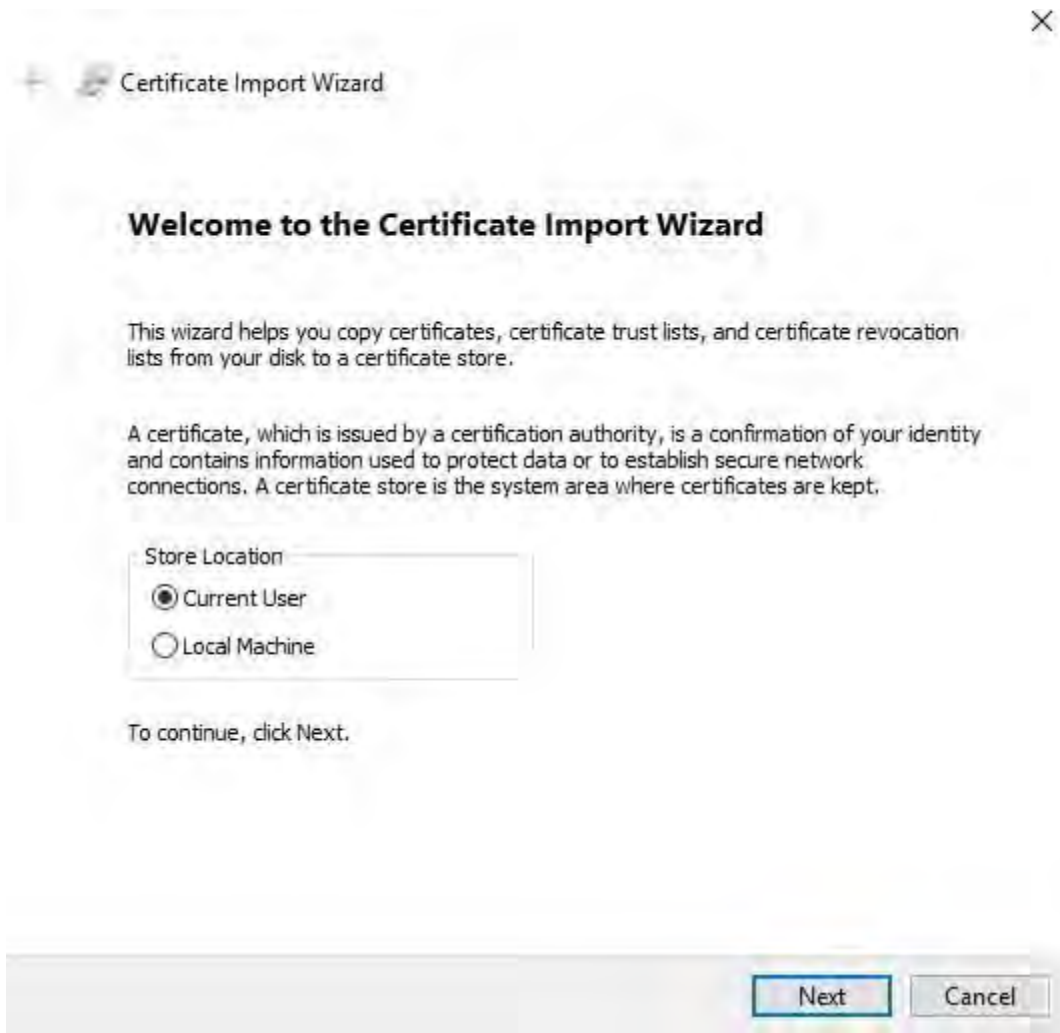 Certificate Import Wizard
Welcome to the Certificate Import Wizard
This wizard helps you copy certificates, certificate trust lists, and certificate revocation
lists from your disk to a certificate store.
A certificate, which is issued by a certification authority, is a confirmation of your identity
and contains information used to protect data or to establish secure network
connections. A certificate store is the system area where certificates are kept.
Store Location
Current User
Local Machine
To continue, click Next.
Next Cancel